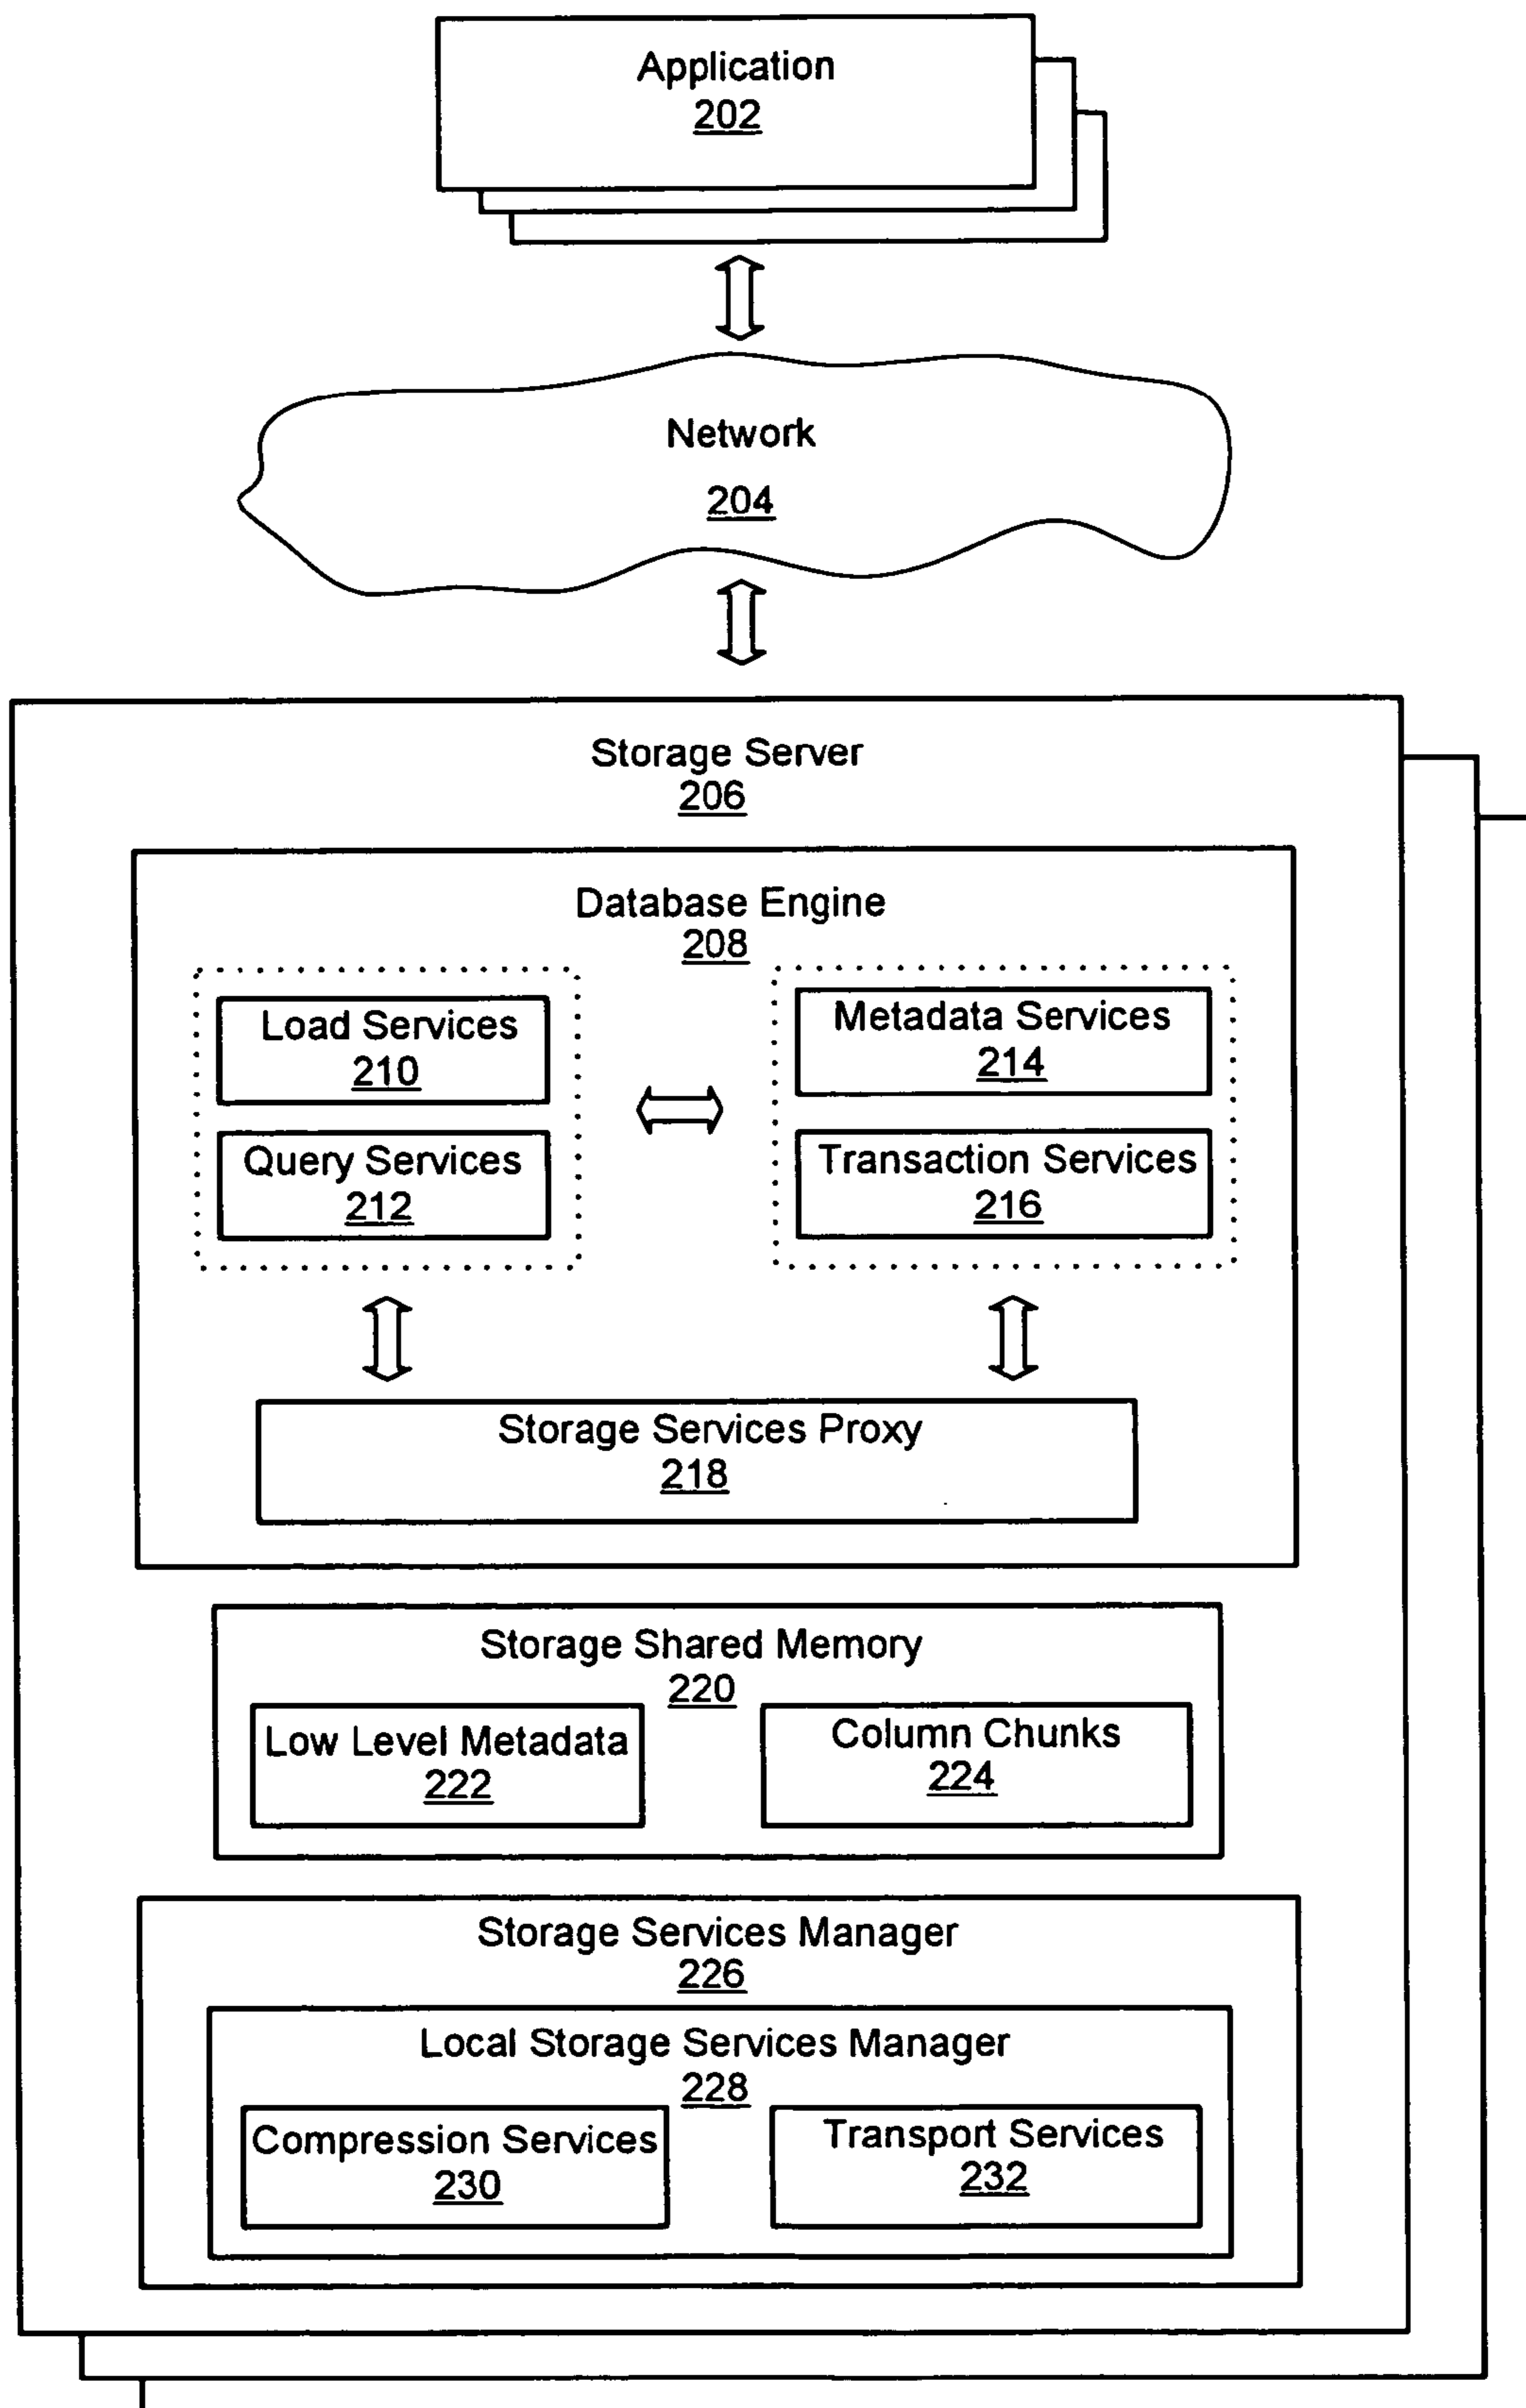 Application
202
Network
204
Storage Server
206
Database Engine
208
Load Services
210
Query Services
212
Metadata Services
214
Transaction Services
216
Storage Services Proxy
218
Storage Shared Memory
220
Low Level Metadata
222
Column Chunks
224
Storage Services Manager
226
Local Storage Services Manager
228
Compression Services
230
Transport Services
232